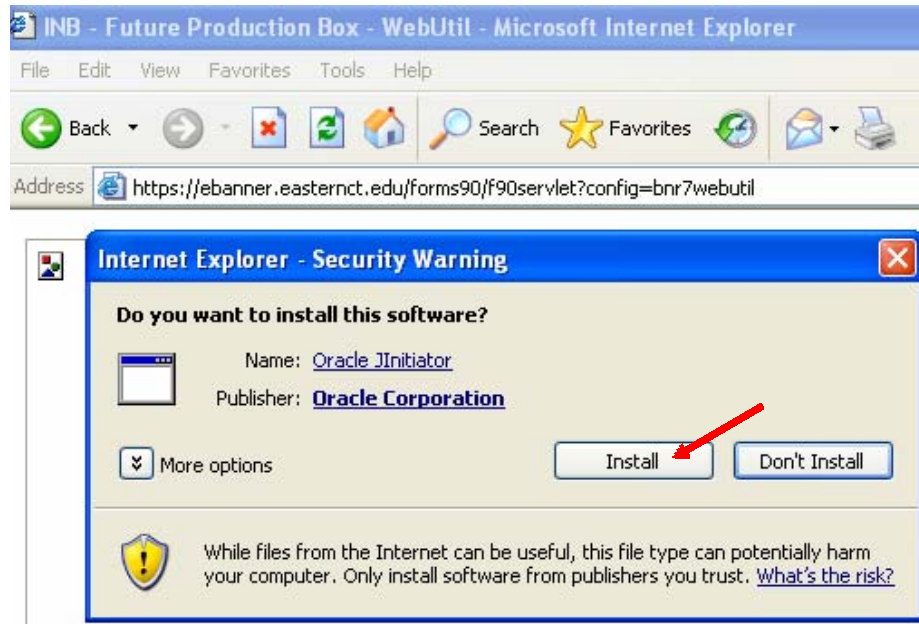 INB - Future Production Box - WebUtil - Microsoft Internet Explorer
File Edit View Favorites Tools Help
Back Search Favorites
Address https://ebanner.easternct.edu/forms90/f90servlet?config=bnr7webutil
Internet Explorer - Security Warning
Do you want to install this software?
Name: Oracle JInitiator
Publisher: Oracle Corporation
More options Install Don't Install
While files from the Internet can be useful, this file type can potentially harm
your computer. Only install software from publishers you trust. What's the risk?